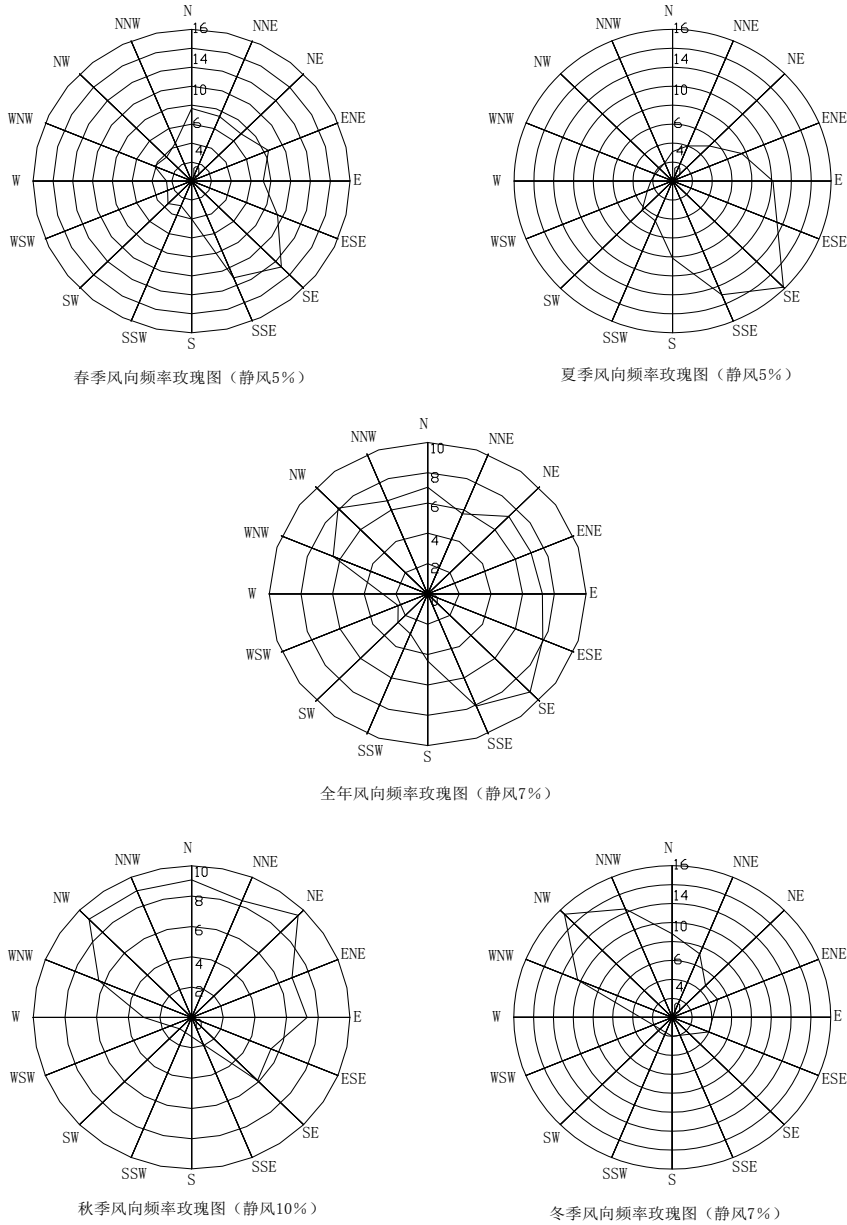 N
NNW NNE
16
NW NE
14
10
WNW ENE
6
4
0
W E
WSW ESE
SW SE
SSW SSE
S
春季风向频率玫瑰图（静风5%）
N
NNW NNE
16
NW NE
14
10
WNW ENE
6
4
0
W E
WSW ESE
SW SE
SSW SSE
S
夏季风向频率玫瑰图（静风5%）
N
NNW NNE
10
NW NE
8
6
WNW ENE
4
2
0
W E
WSW ESE
SW SE
SSW SSE
S
全年风向频率玫瑰图（静风7%）
N
NNW NNE
10
NW NE
8
6
WNW ENE
4
2
0
W E
WSW ESE
SW SE
SSW SSE
S
秋季风向频率玫瑰图（静风10%）
N
NNW NNE
16
NW NE
14
10
WNW ENE
6
4
0
W E
WSW ESE
SW SE
SSW SSE
S
冬季风向频率玫瑰图（静风7%）